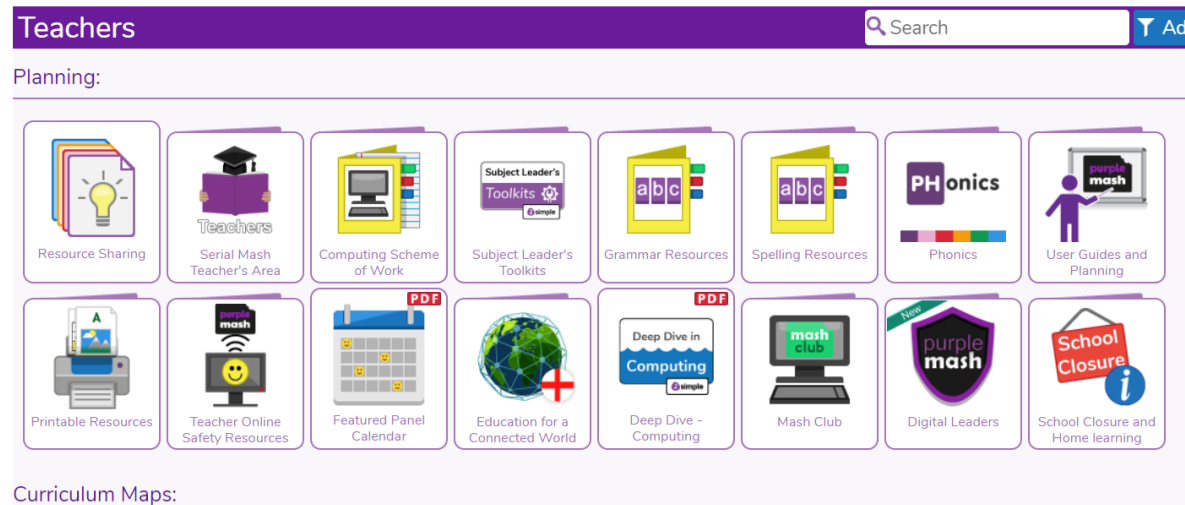 Teachers
Search
Ad
Planning:
Resource Sharing
Teachers
Serial Mash
Teacher's Area
Computing Scheme
of Work
Subject Leader's
Toolkits
2simple
Subject Leader's
Toolkits
abc
Grammar Resources
abc
Spelling Resources
PHonics
Phonics
purple
mash
User Guides and
Planning
A
Printable Resources
purple
mash
Teacher Online
Safety Resources
PDF
Featured Panel
Calendar
Education for a
Connected World
PDF
Deep Dive in
Computing
2simple
Deep Dive -
Computing
mash
club
Mash Club
New
purple
mash
Digital Leaders
School
Closure
i
School Closure and
Home learning
Curriculum Maps: